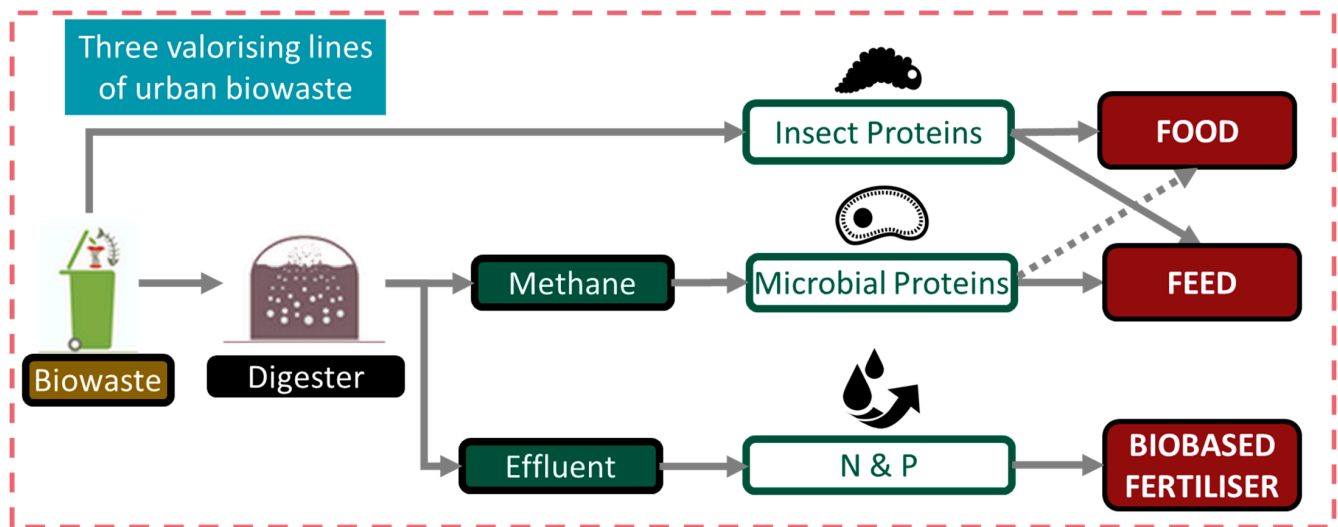 Three valorising lines
of urban biowaste
Insect Proteins
FOOD
Biowaste
Digester
Methane
Microbial Proteins
FEED
Effluent
N & P
BIOBASED
FERTILISER